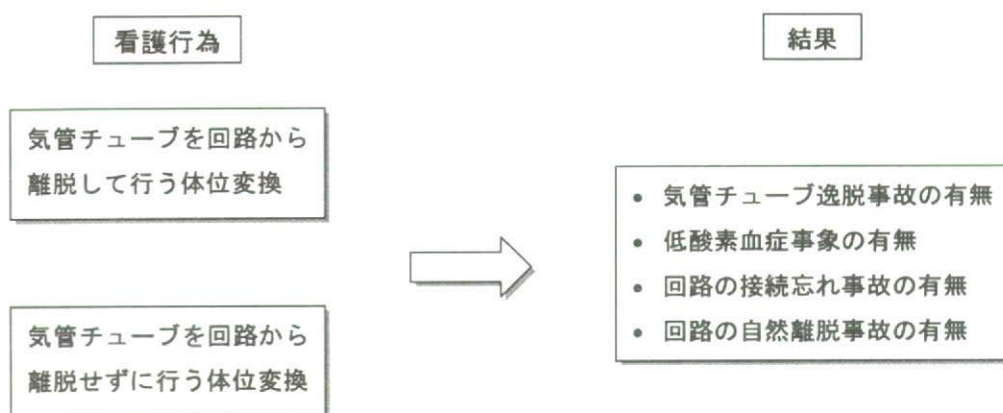 看護行為
結果
気管チューブを回路から
離脱して行う体位変換
気管チューブを回路から
離脱せずに行う体位変換
• 気管チューブ逸脱事故の有無
• 低酸素血症事象の有無
• 回路の接続忘れ事故の有無
• 回路の自然離脱事故の有無